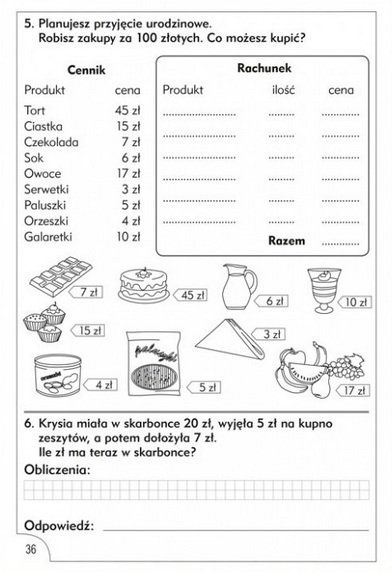 5. Planujesz przyjęcie urodzinowe.
Robisz zakupy za 100 złotych. Co możesz kupić?
Cennik
Produkt cena
Tort 45 zł
Ciastka 15 zł
Czekolada 7 zł
Sok 6 zł
Owoce 17 zł
Serwetki 3 zł
Paluszki 5 zł
Orzeszki 4 zł
Galaretki 10 zł
Rachunek
Produkt ilość cena
Razem
7 zł
45 zł
6 zł
10 zł
15 zł
3 zł
orzeszki
4 zł
paluszki
5 zł
17 zł
6. Krysia miała w skarbonce 20 zł, wyjęła 5 zł na kupno
zeszytów, a potem dołożyła 7 zł.
Ile zł ma teraz w skarbonce?
Obliczenia:
Odpowiedź:
36